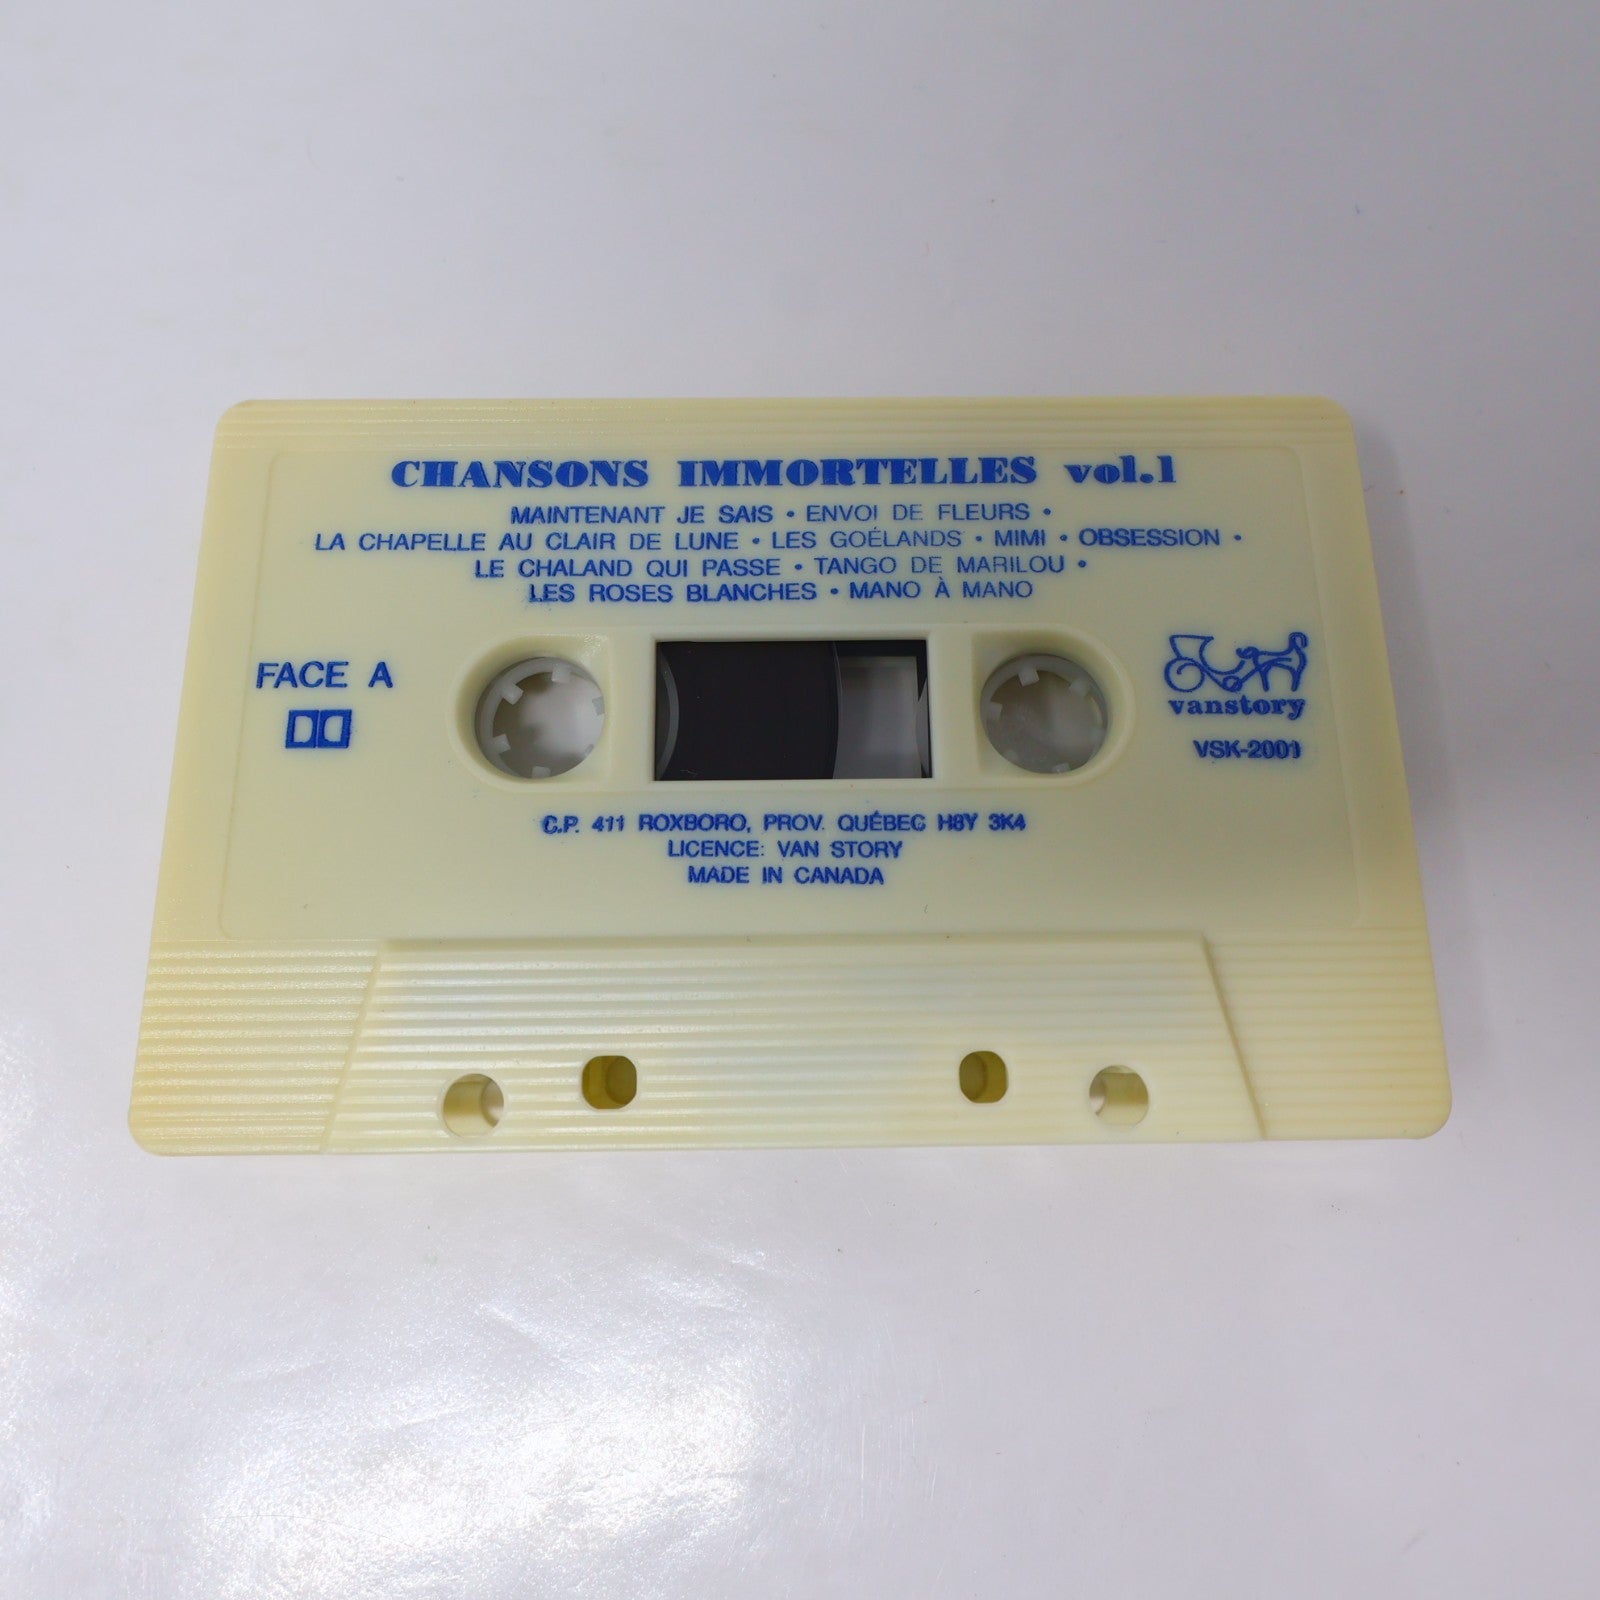 CHANSONS IMMORTELLES vol.1
MAINTENANT JE SAIS • ENVOI DE FLEURS •
LA CHAPELLE AU CLAIR DE LUNE • LES GOÉLANDS • MIMI • OBSESSION •
LE CHALAND QUI PASSE • TANGO DE MARILOU •
LES ROSES BLANCHES • MANO À MANO
FACE A
vanstory
VSK-2001
C.P. 411 ROXBORO, PROV. QUÉBEC H8Y 3K4
LICENCE: VAN STORY
MADE IN CANADA